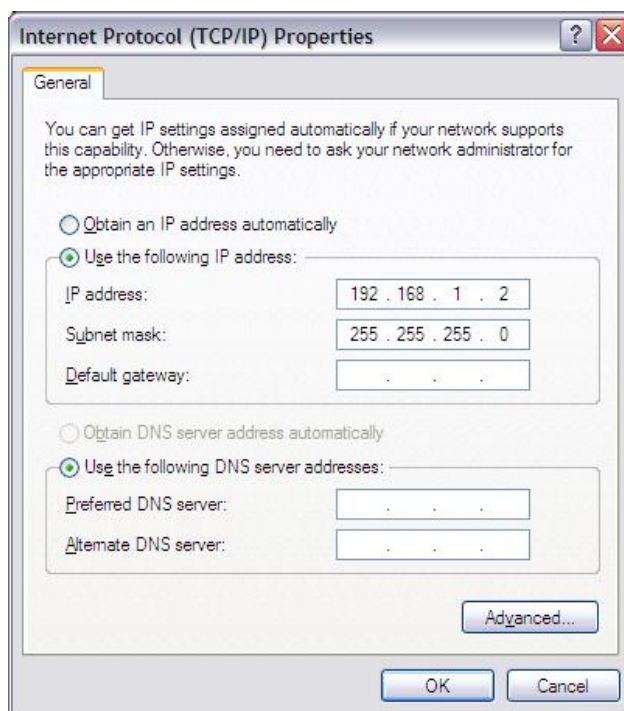 Internet Protocol (TCP/IP) Properties
General
You can get IP settings assigned automatically if your network supports
this capability. Otherwise, you need to ask your network administrator for
the appropriate IP settings.
Obtain an IP address automatically
Use the following IP address:
IP address: 192 . 168 . 1 . 2
Subnet mask: 255 . 255 . 255 . 0
Default gateway: . . .
Obtain DNS server address automatically
Use the following DNS server addresses:
Preferred DNS server: . . .
Alternate DNS server: . . .
Advanced...
OK Cancel